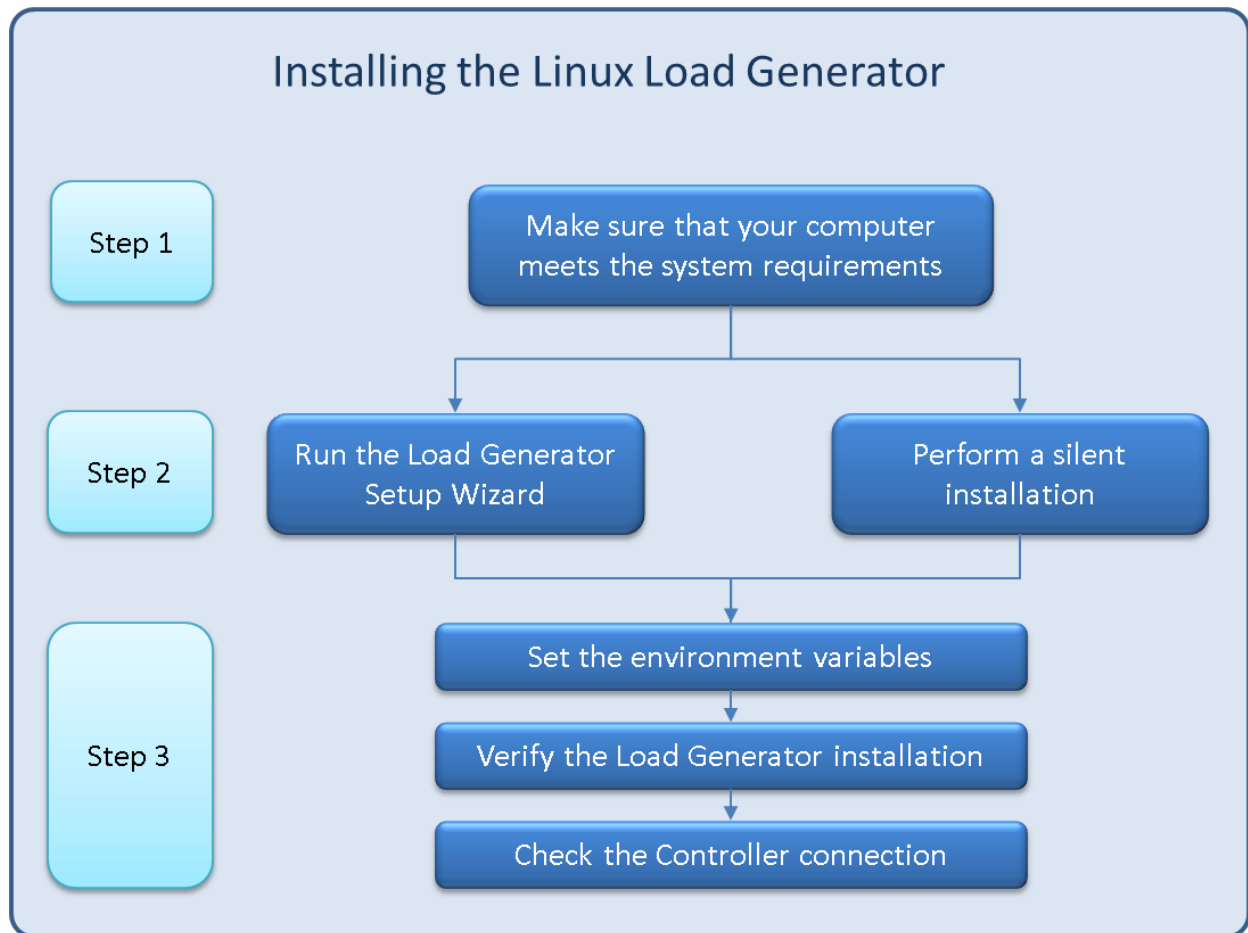 Installing the Linux Load Generator
Step 1
Make sure that your computer
meets the system requirements
Step 2
Run the Load Generator
Setup Wizard
Perform a silent
installation
Step 3
Set the environment variables
Verify the Load Generator installation
Check the Controller connection